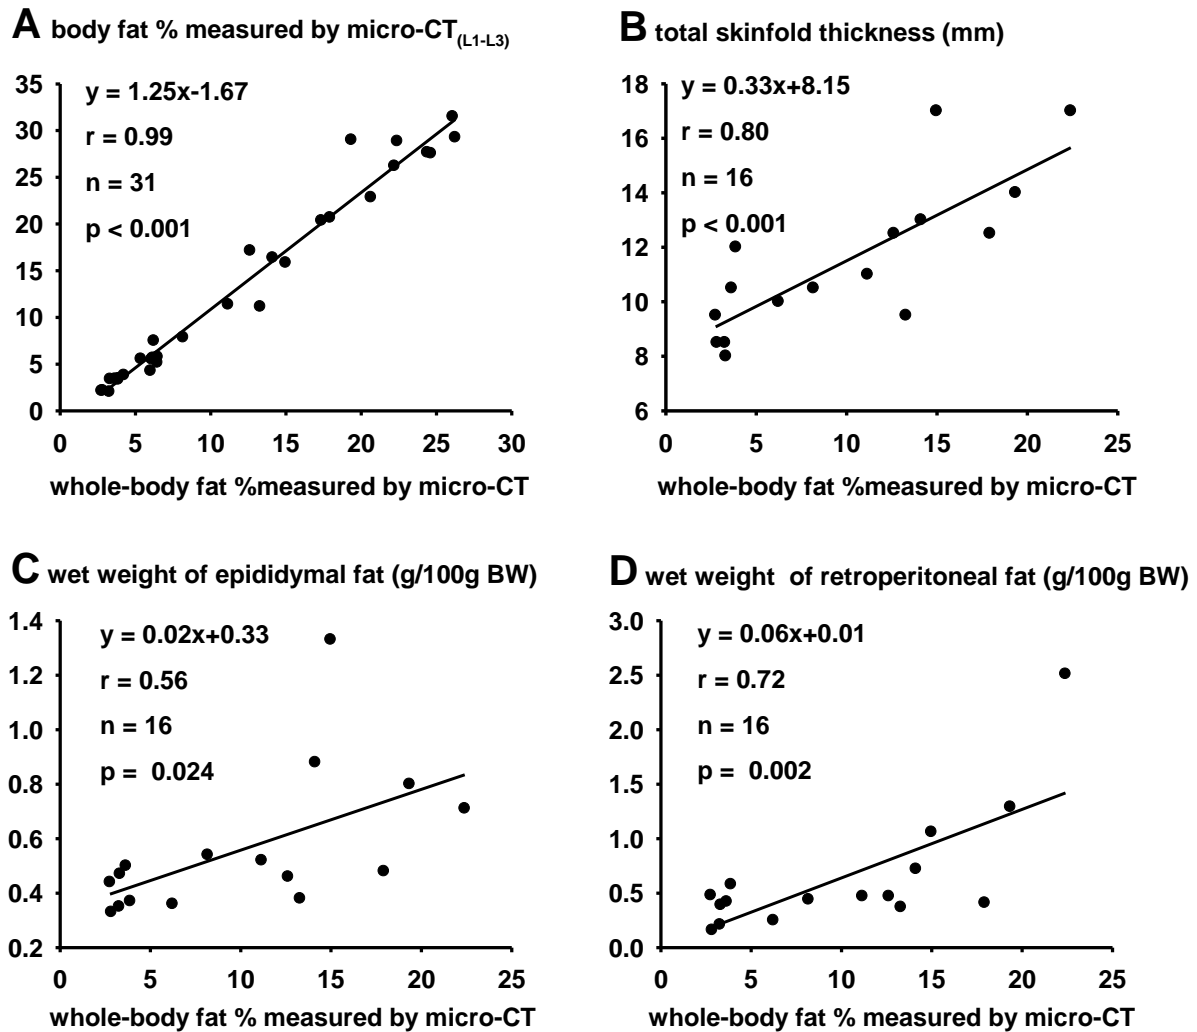 A body fat % measured by micro-CT(L1-L3)
y = 1.25x-1.67
r = 0.99
n = 31
p < 0.001
35
30
25
20
15
10
5
0
0 5 10 15 20 25 30
whole-body fat %measured by micro-CT
B total skinfold thickness (mm)
y = 0.33x+8.15
r = 0.80
n = 16
p < 0.001
18
16
14
12
10
8
6
0 5 10 15 20 25
whole-body fat %measured by micro-CT
C wet weight of epididymal fat (g/100g BW)
y = 0.02x+0.33
r = 0.56
n = 16
p = 0.024
1.4
1.2
1.0
0.8
0.6
0.4
0.2
0 5 10 15 20 25
whole-body fat % measured by micro-CT
D wet weight of retroperitoneal fat (g/100g BW)
y = 0.06x+0.01
r = 0.72
n = 16
p = 0.002
3.0
2.5
2.0
1.5
1.0
0.5
0.0
0 5 10 15 20 25
whole-body fat % measured by micro-CT